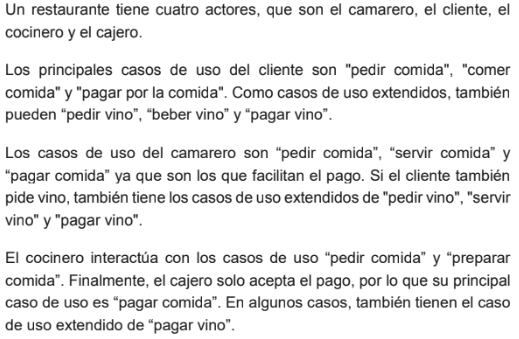 Un restaurante tiene cuatro actores, que son el camarero, el cliente, el
cocinero y el cajero.
Los principales casos de uso del cliente son "pedir comida", "comer
comida" y "pagar por la comida". Como casos de uso extendidos, también
pueden “pedir vino”, “beber vino” y “pagar vino”.
Los casos de uso del camarero son “pedir comida”, “servir comida” y
“pagar comida” ya que son los que facilitan el pago. Si el cliente también
pide vino, también tiene los casos de uso extendidos de "pedir vino", "servir
vino" y "pagar vino".
El cocinero interactúa con los casos de uso “pedir comida” y “preparar
comida”. Finalmente, el cajero solo acepta el pago, por lo que su principal
caso de uso es “pagar comida”. En algunos casos, también tienen el caso
de uso extendido de “pagar vino”.